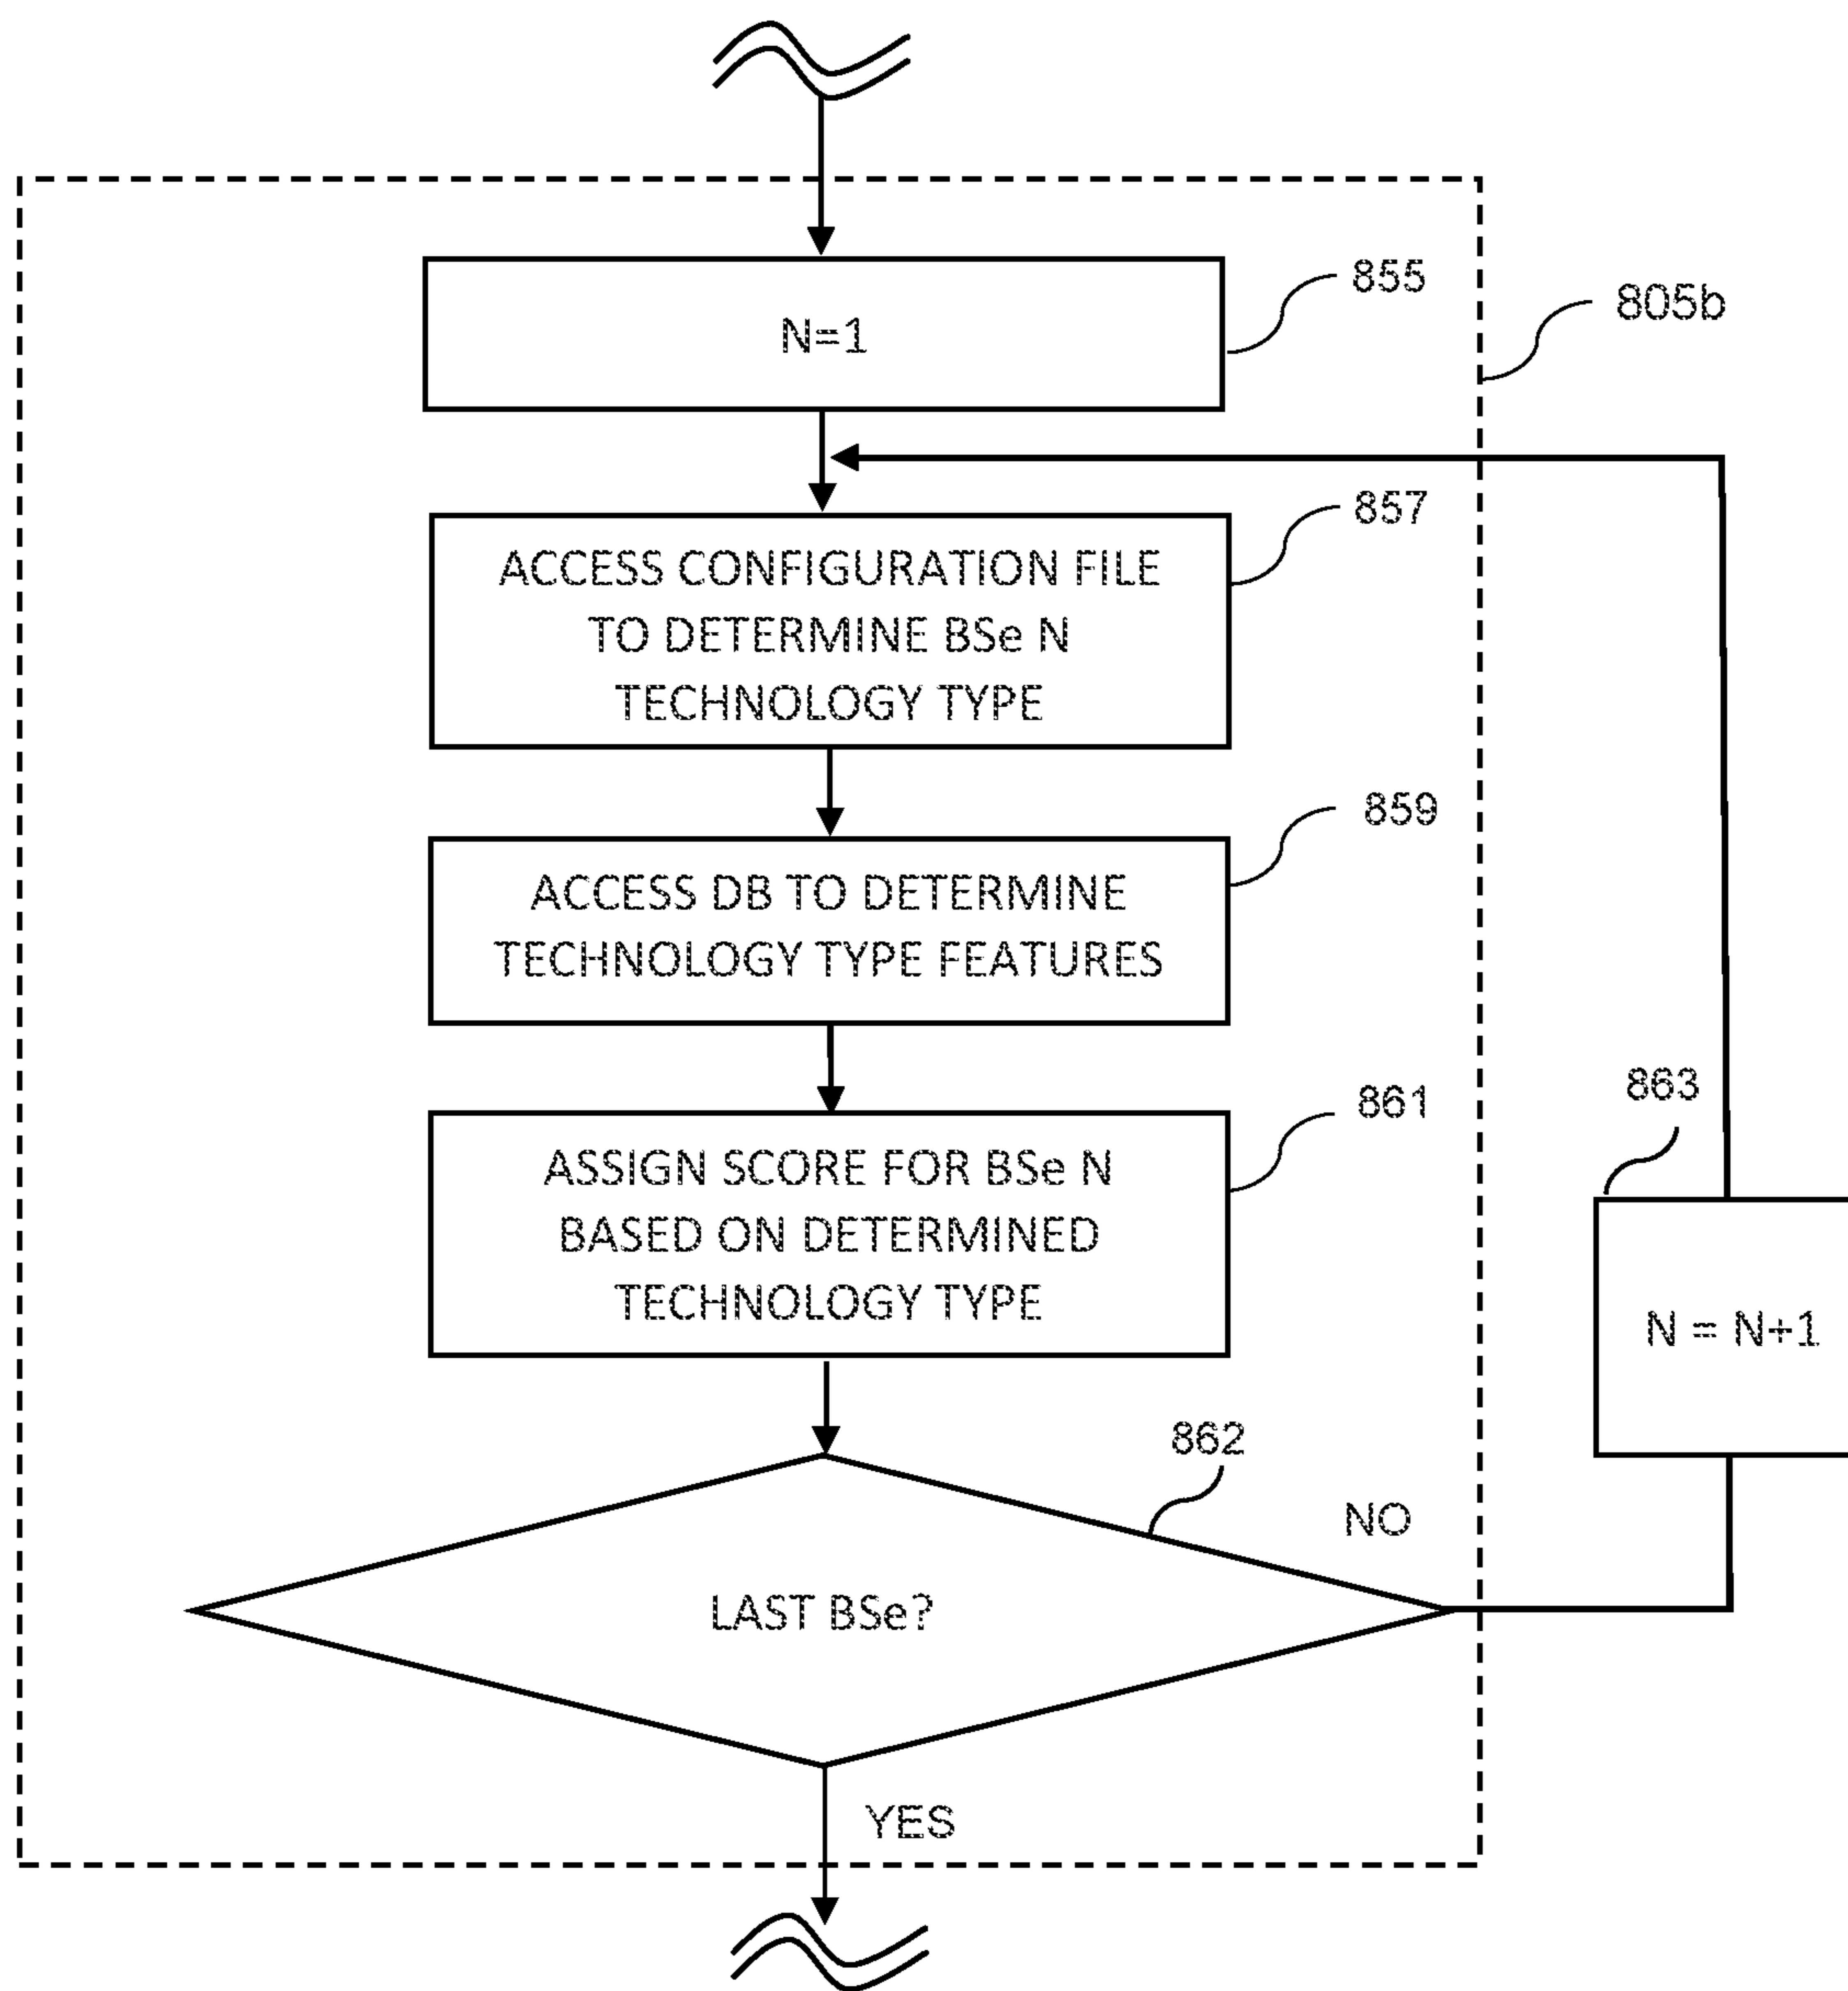 N=1
855
805b
ACCESS CONFIGURATION FILE
TO DETERMINE BSe N
TECHNOLOGY TYPE
857
ACCESS DB TO DETERMINE
TECHNOLOGY TYPE FEATURES
859
ASSIGN SCORE FOR BSe N
BASED ON DETERMINED
TECHNOLOGY TYPE
861
863
N = N+1
862
NO
LAST BSe?
YES